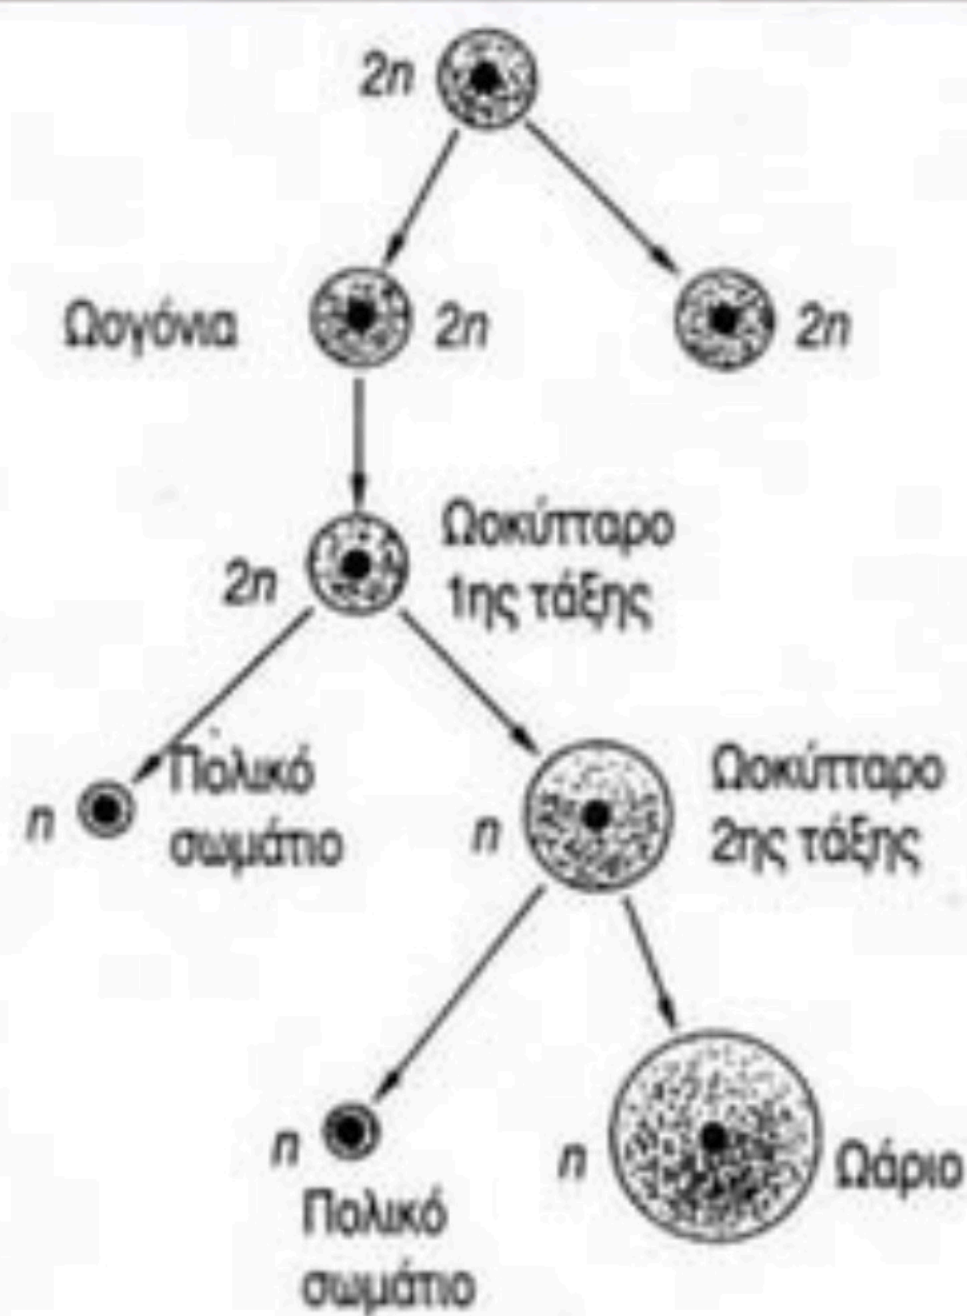 2n
Ωογόνια 2n 2n
Ωοκύτταρο
2n 1ης τάξης
Πολικό Ωοκύτταρο
n σωμάτιο n 2ης τάξης
n n Ωάριο
Πολικό
σωμάτιο